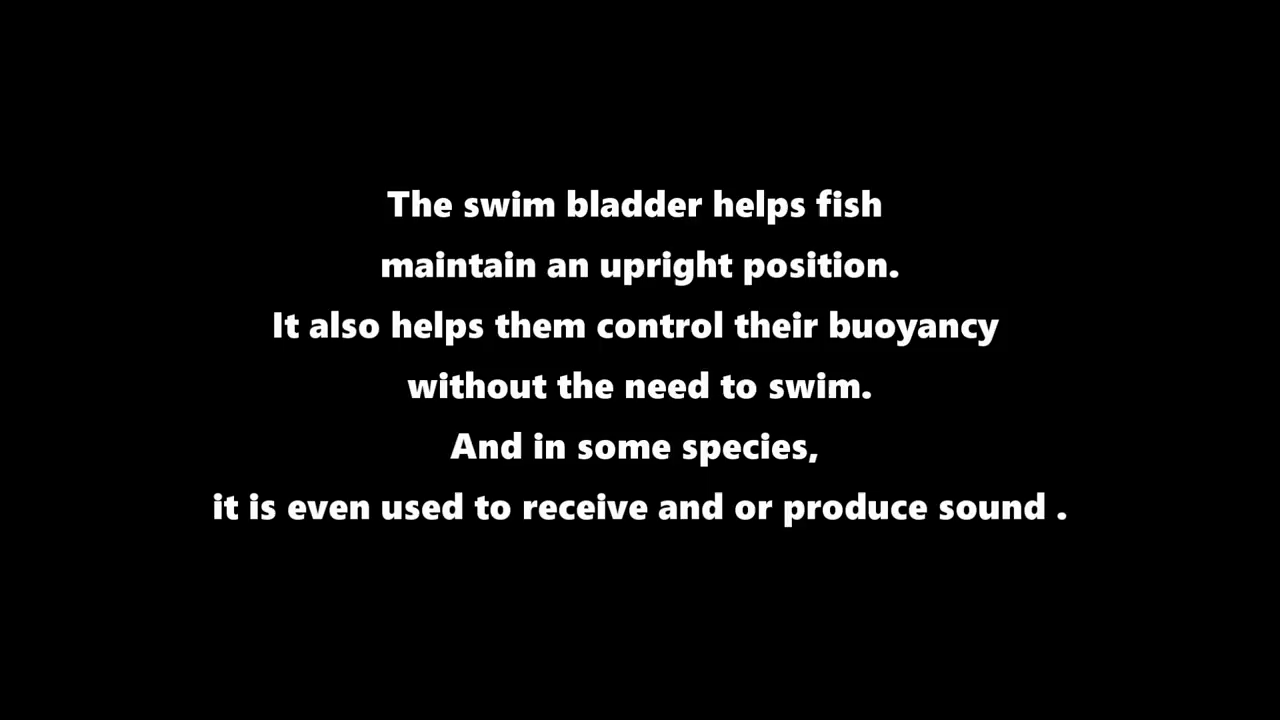 The swim bladder helps fish
maintain an upright position.
It also helps them control their buoyancy
without the need to swim.
And in some species,
it is even used to receive and or produce sound .